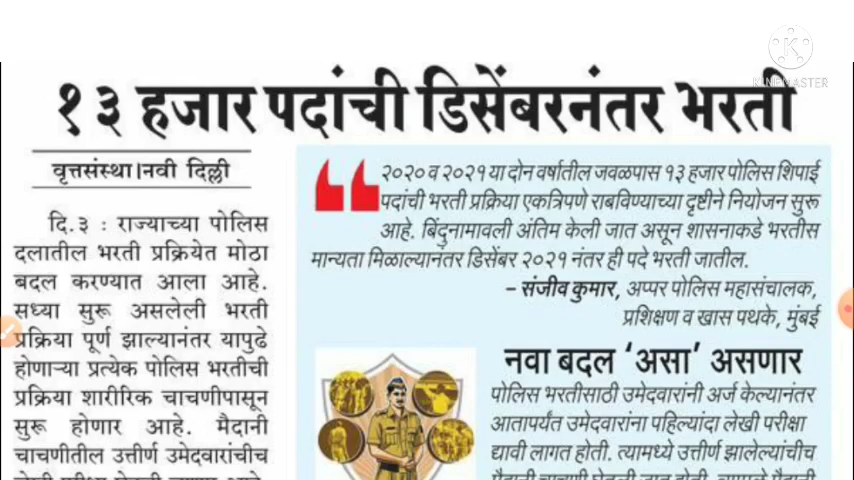 KINEMASTER
१३ हजार पदांची डिसेंबरनंतर भरती
वृत्तसंस्था।नवी दिल्ली
दि.३ : राज्याच्या पोलिस
दलातील भरती प्रक्रियेत मोठा
बदल करण्यात आला आहे.
सध्या सुरू असलेली भरती
प्रक्रिया पूर्ण झाल्यानंतर यापुढे
होणाऱ्या प्रत्येक पोलिस भरतीची
प्रक्रिया शारीरिक चाचणीपासून
सुरू होणार आहे. मैदानी
चाचणीतील उत्तीर्ण उमेदवारांचीच
२०२० व २०२१ या दोन वर्षातील जवळपास १३ हजार पोलिस शिपाई
पदांची भरती प्रक्रिया एकत्रिपणे राबविण्याच्या दृष्टीने नियोजन सुरू
आहे. बिंदुनामावली अंतिम केली जात असून शासनाकडे भरतीस
मान्यता मिळाल्यानंतर डिसेंबर २०२१ नंतर ही पदे भरती जातील.
– संजीव कुमार, अप्पर पोलिस महासंचालक,
प्रशिक्षण व खास पथके, मुंबई
नवा बदल ‘असा’ असणार
पोलिस भरतीसाठी उमेदवारांनी अर्ज केल्यानंतर
आतापर्यंत उमेदवारांना पहिल्यांदा लेखी परीक्षा
द्यावी लागत होती. त्यामध्ये उत्तीर्ण झालेल्यांचीच